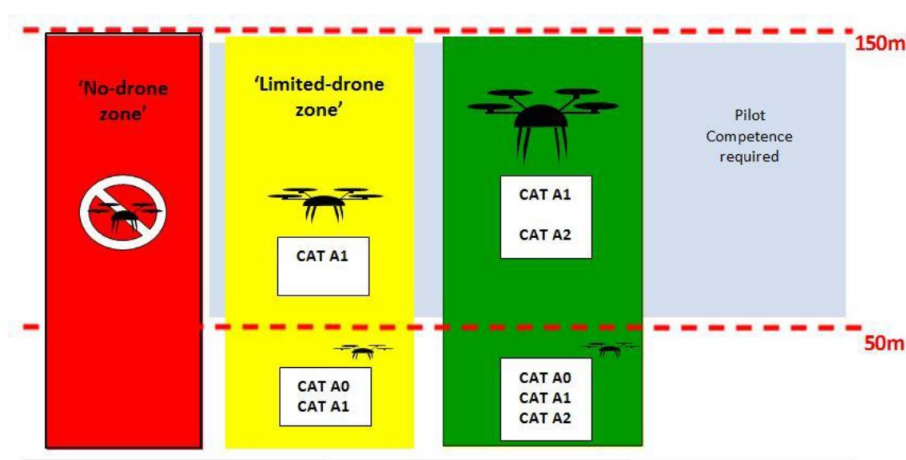 150m
'No-drone
zone'
'Limited-drone
zone'
Pilot
Competence
required
CAT A1
CAT A1
CAT A2
50m
CAT A0
CAT A1
CAT A0
CAT A1
CAT A2